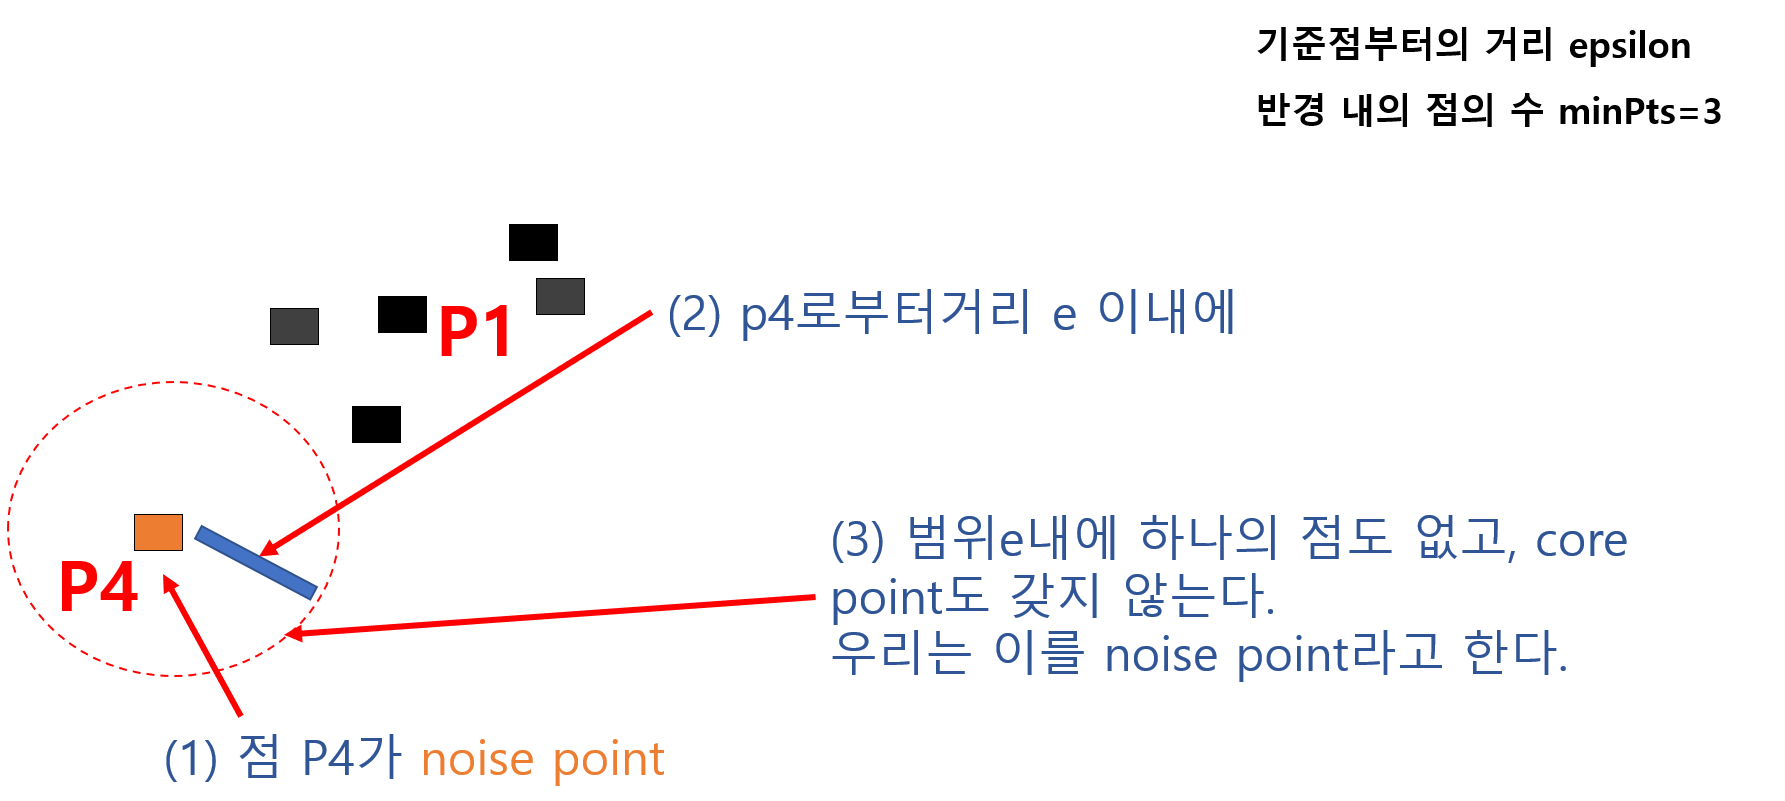 기준점부터의 거리 epsilon
반경 내의 점의 수 minPts=3
P1
(2) p4로부터거리 e 이내에
P4
(3) 범위e내에 하나의 점도 없고, core
point도 갖지 않는다.
우리는 이를 noise point라고 한다.
(1) 점 P4가 noise point